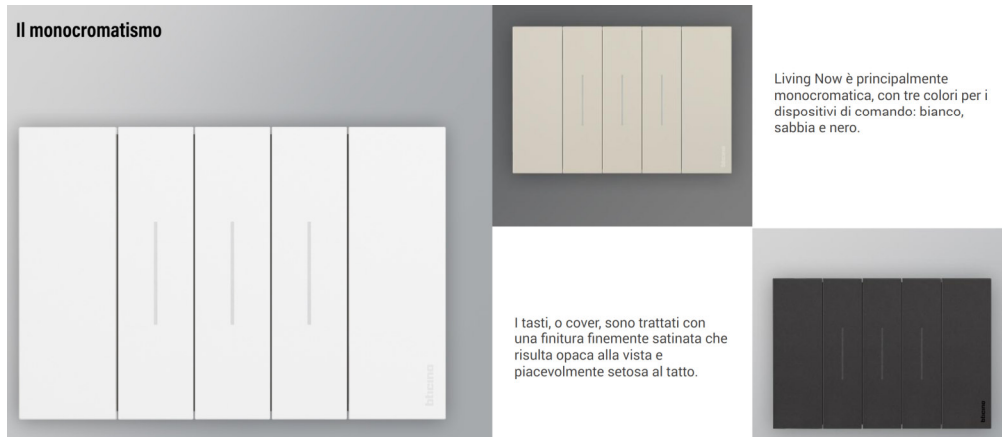 Il monocromatismo
Living Now è principalmente
monocromatica, con tre colori per i
dispositivi di comando: bianco,
sabbia e nero.
I tasti, o cover, sono trattati con
una finitura finemente satinata che
risulta opaca alla vista e
piacevolmente setosa al tatto.
bticino